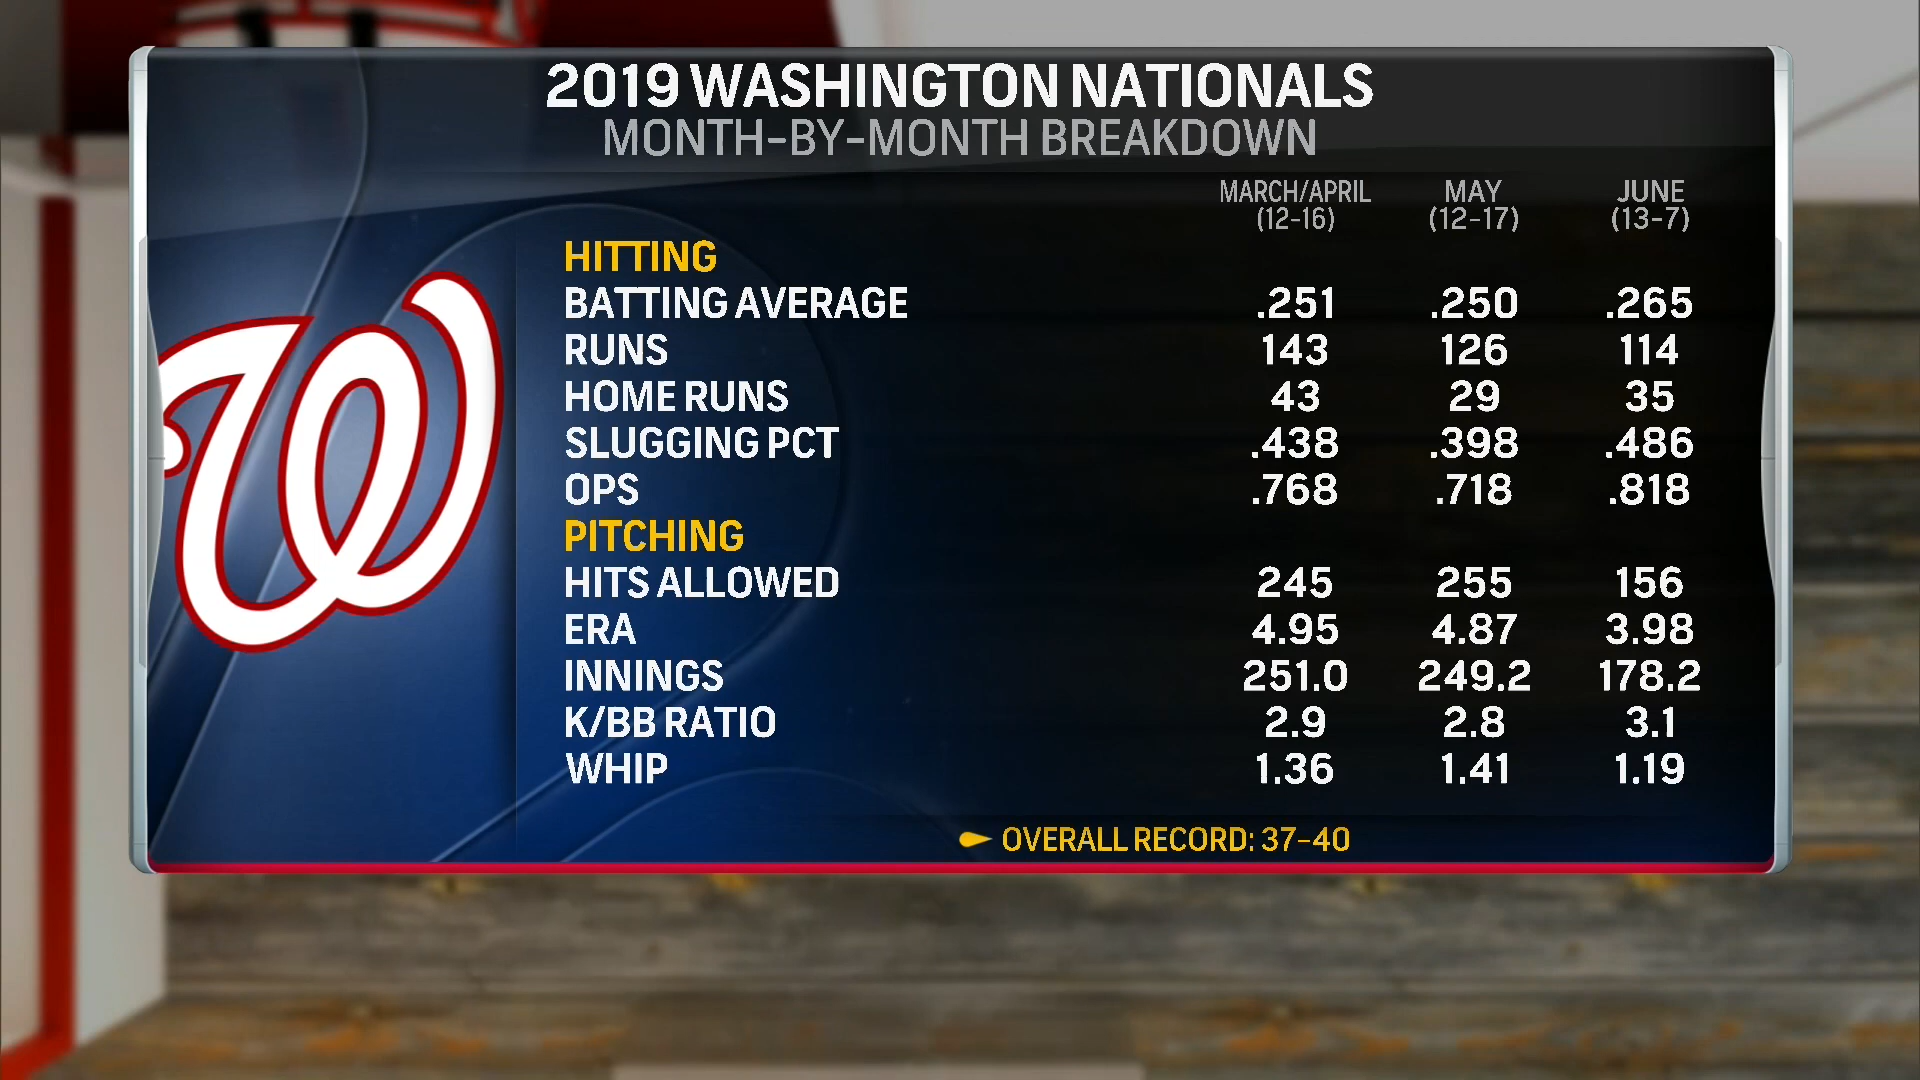 2019 WASHINGTON NATIONALS
MONTH-BY-MONTH BREAKDOWN
MARCH/APRIL MAY JUNE
(12-16) (12-17) (13-7)
HITTING
BATTING AVERAGE .251 .250 .265
RUNS 143 126 114
HOME RUNS 43 29 35
SLUGGING PCT .438 .398 .486
OPS .768 .718 .818
PITCHING
HITS ALLOWED 245 255 156
ERA 4.95 4.87 3.98
INNINGS 251.0 249.2 178.2
K/BB RATIO 2.9 2.8 3.1
WHIP 1.36 1.41 1.19
OVERALL RECORD: 37-40